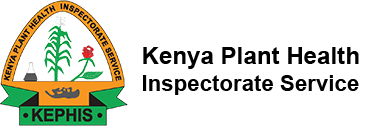 KENYA PLANT HEALTH INSPECTORATE SERVICE
• KEPHIS •
Kenya Plant Health
Inspectorate Service